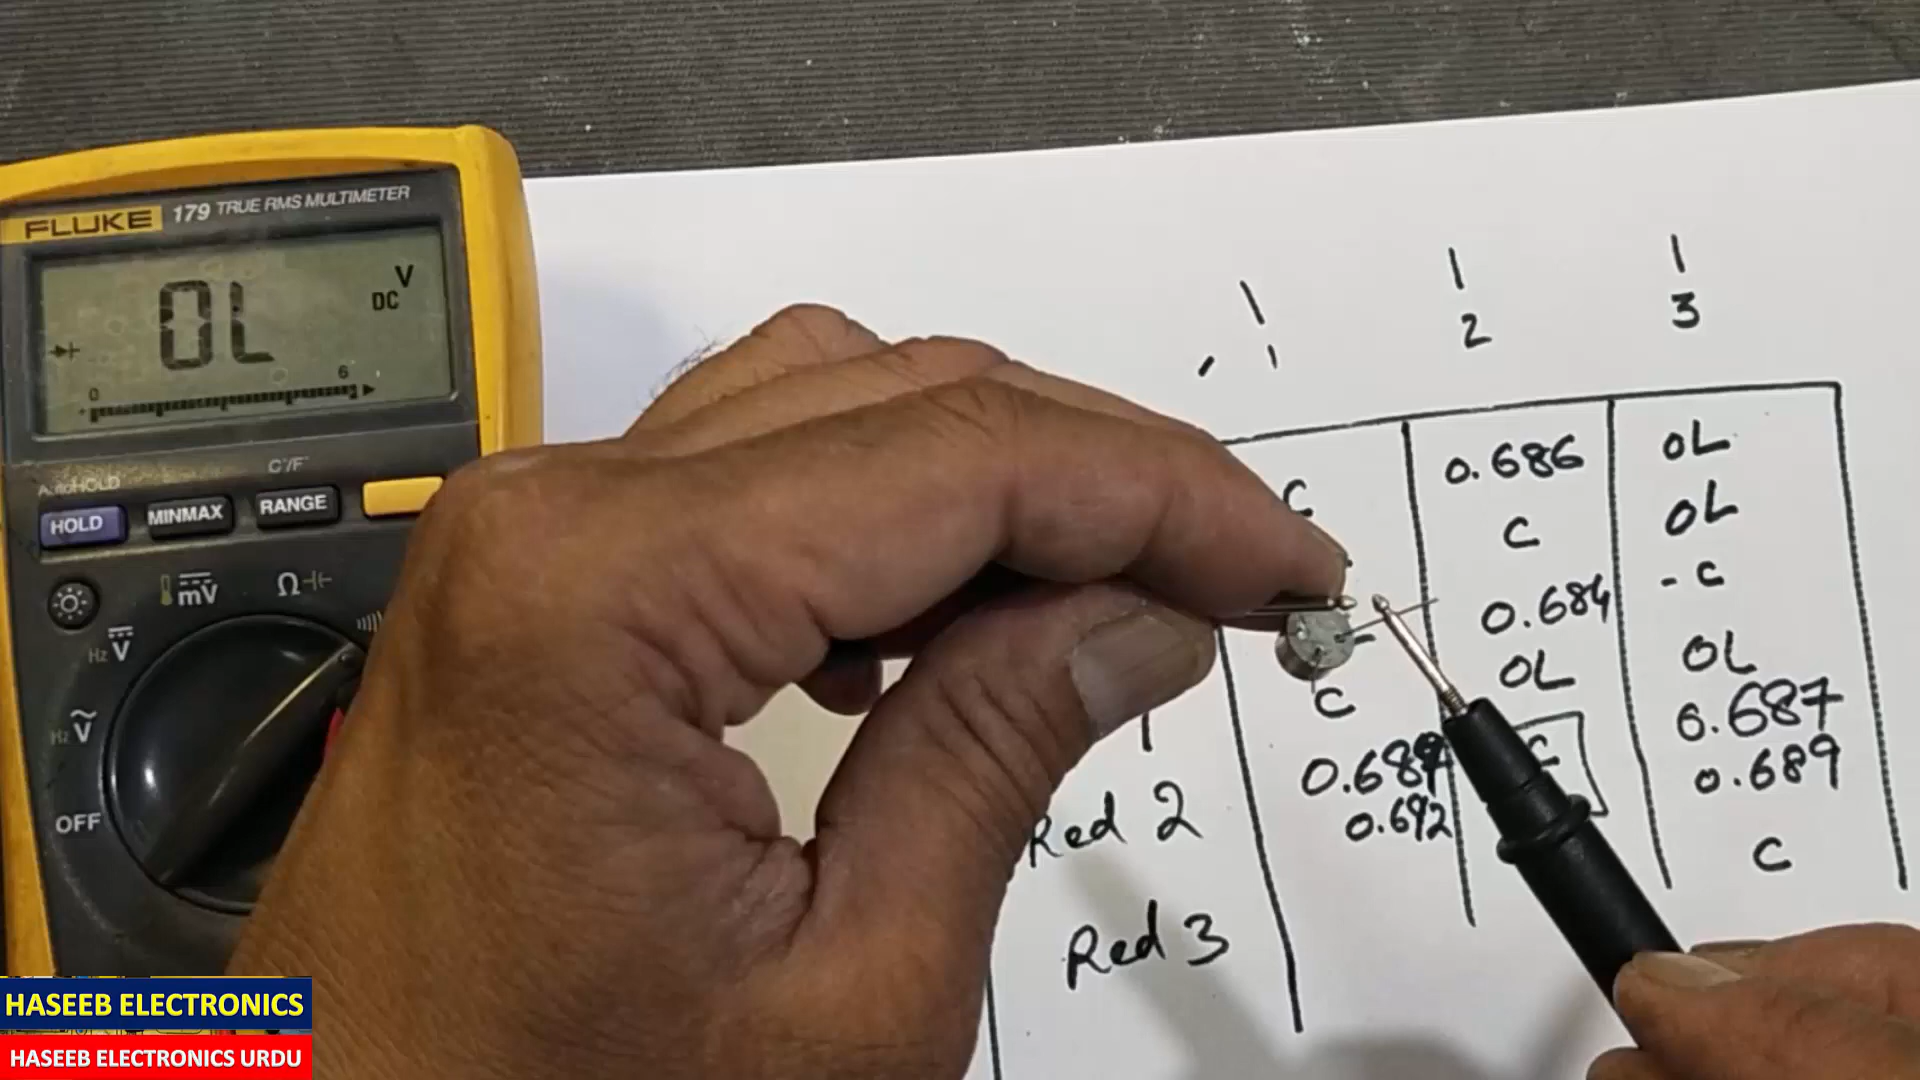 FLUKE 179 TRUE RMS MULTIMETER
OL
V
DC
0 6
°C/°F
AutoHOLD
HOLD MINMAX RANGE
mV Ω
Hz V
Hz V
OFF
1 2 3
C 0.686 OL
C OL
0.684 - C
C OL OL
Red 2 0.687
0.692 C 0.689
Red 3 C
HASEEB ELECTRONICS
HASEEB ELECTRONICS URDU